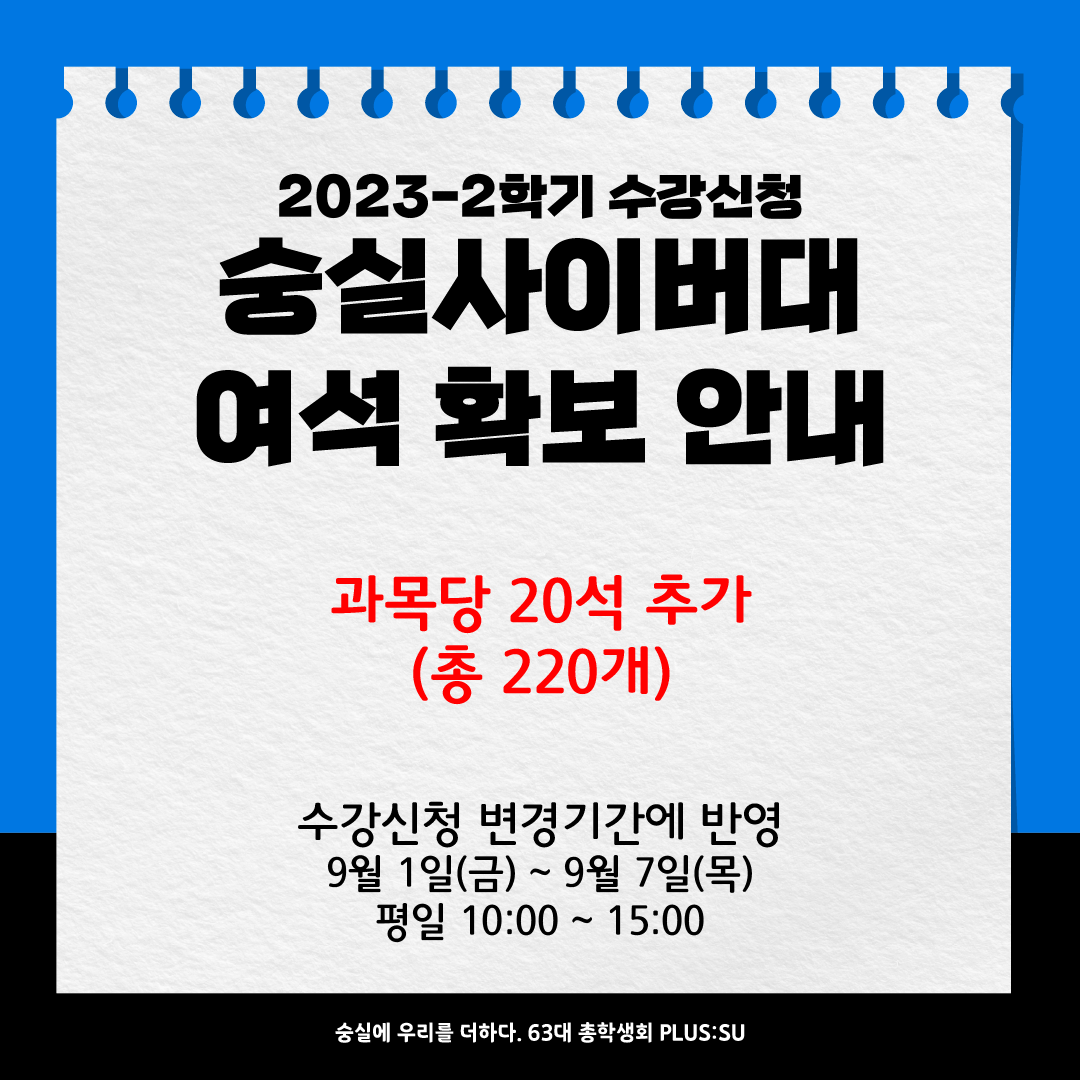 2023-2학기 수강신청
숭실사이버대
여석 확보 안내
과목당 20석 추가
(총 220개)
수강신청 변경기간에 반영
9월 1일(금) ~ 9월 7일(목)
평일 10:00 ~ 15:00
숭실에 우리를 더하다. 63대 총학생회 PLUS:SU